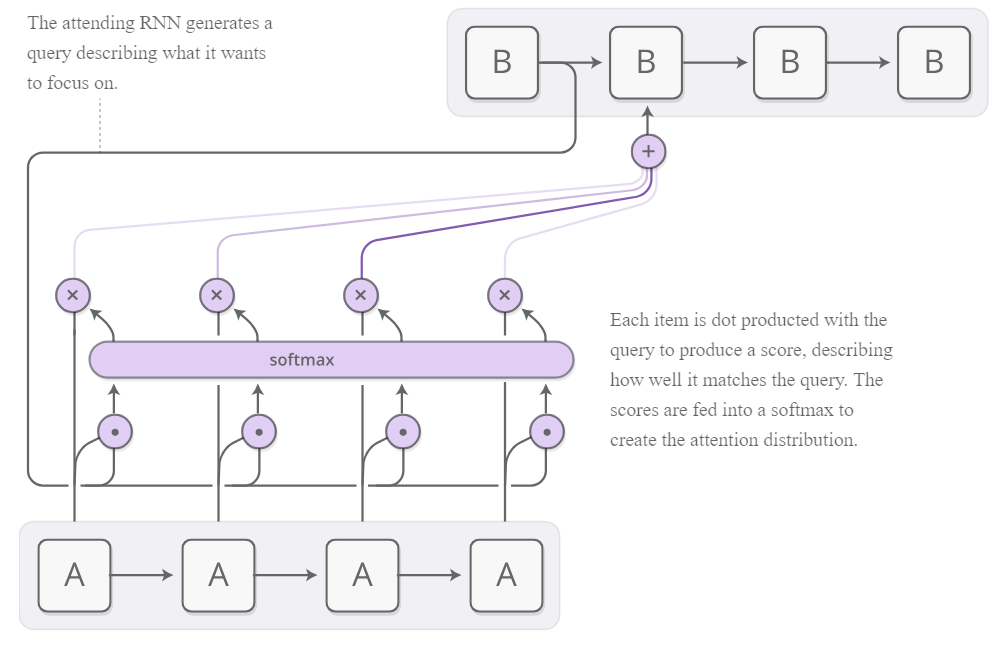 The attending RNN generates a
query describing what it wants
to focus on.
B B B B
+
× × × ×
softmax
Each item is dot producted with the
query to produce a score, describing
how well it matches the query. The
scores are fed into a softmax to
create the attention distribution.
• • • •
A A A A